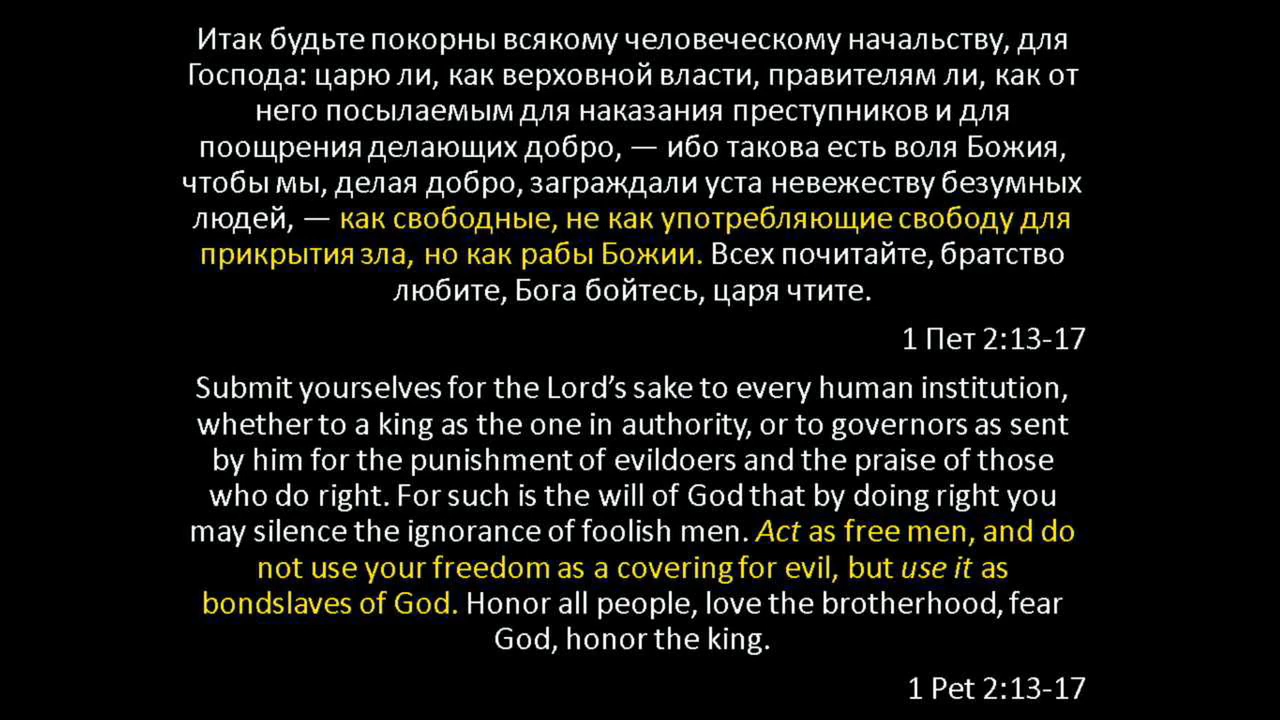 Итак будьте покорны всякому человеческому начальству, для
Господа: царю ли, как верховной власти, правителям ли, как от
него посылаемым для наказания преступников и для
поощрения делающих добро, — ибо такова есть воля Божия,
чтобы мы, делая добро, заграждали уста невежеству безумных
людей, — как свободные, не как употребляющие свободу для
прикрытия зла, но как рабы Божии. Всех почитайте, братство
любите, Бога бойтесь, царя чтите.
1 Пет 2:13-17
Submit yourselves for the Lord’s sake to every human institution,
whether to a king as the one in authority, or to governors as sent
by him for the punishment of evildoers and the praise of those
who do right. For such is the will of God that by doing right you
may silence the ignorance of foolish men. Act as free men, and do
not use your freedom as a covering for evil, but use it as
bondslaves of God. Honor all people, love the brotherhood, fear
God, honor the king.
1 Pet 2:13-17